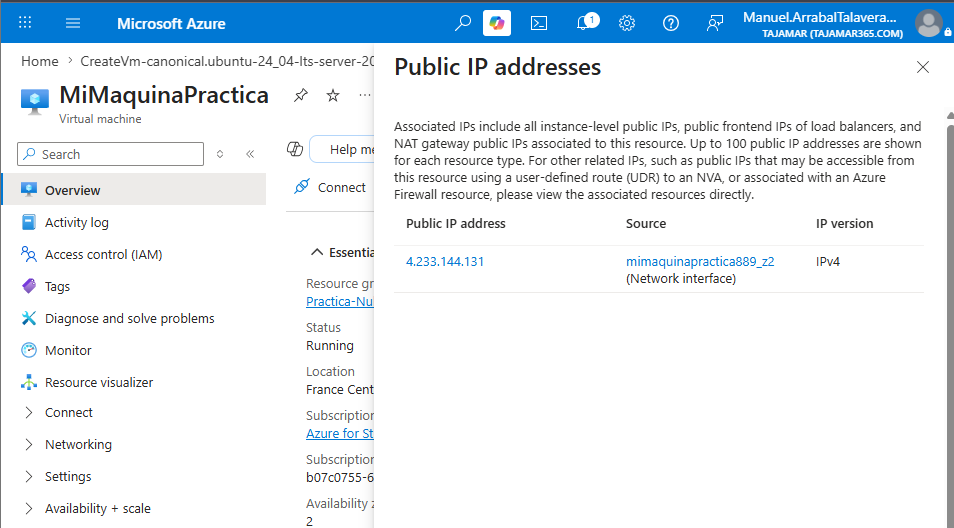 Microsoft Azure
1
Manuel.ArrabalTalavera...
TAJAMAR (TAJAMAR365.COM)
Home > CreateVm-canonical.ubuntu-24_04-lts-server-20
MiMaquinaPractica
Virtual machine
Search
Overview
Activity log
Access control (IAM)
Tags
Diagnose and solve problems
Monitor
Resource visualizer
Connect
Networking
Settings
Availability + scale
Help me
Connect
Essentia
Resource gr
Practica-Nu
Status
Running
Location
France Cent
Subscription
Azure for St
Subscription
b07c0755-6
Availability z
2
Public IP addresses
Associated IPs include all instance-level public IPs, public frontend IPs of load balancers, and
NAT gateway public IPs associated to this resource. Up to 100 public IP addresses are shown
for each resource type. For other related IPs, such as public IPs that may be accessible from
this resource using a user-defined route (UDR) to an NVA, or associated with an Azure
Firewall resource, please view the associated resources directly.
Public IP address Source IP version
4.233.144.131 mimaquinapractica889_z2 IPv4
(Network interface)